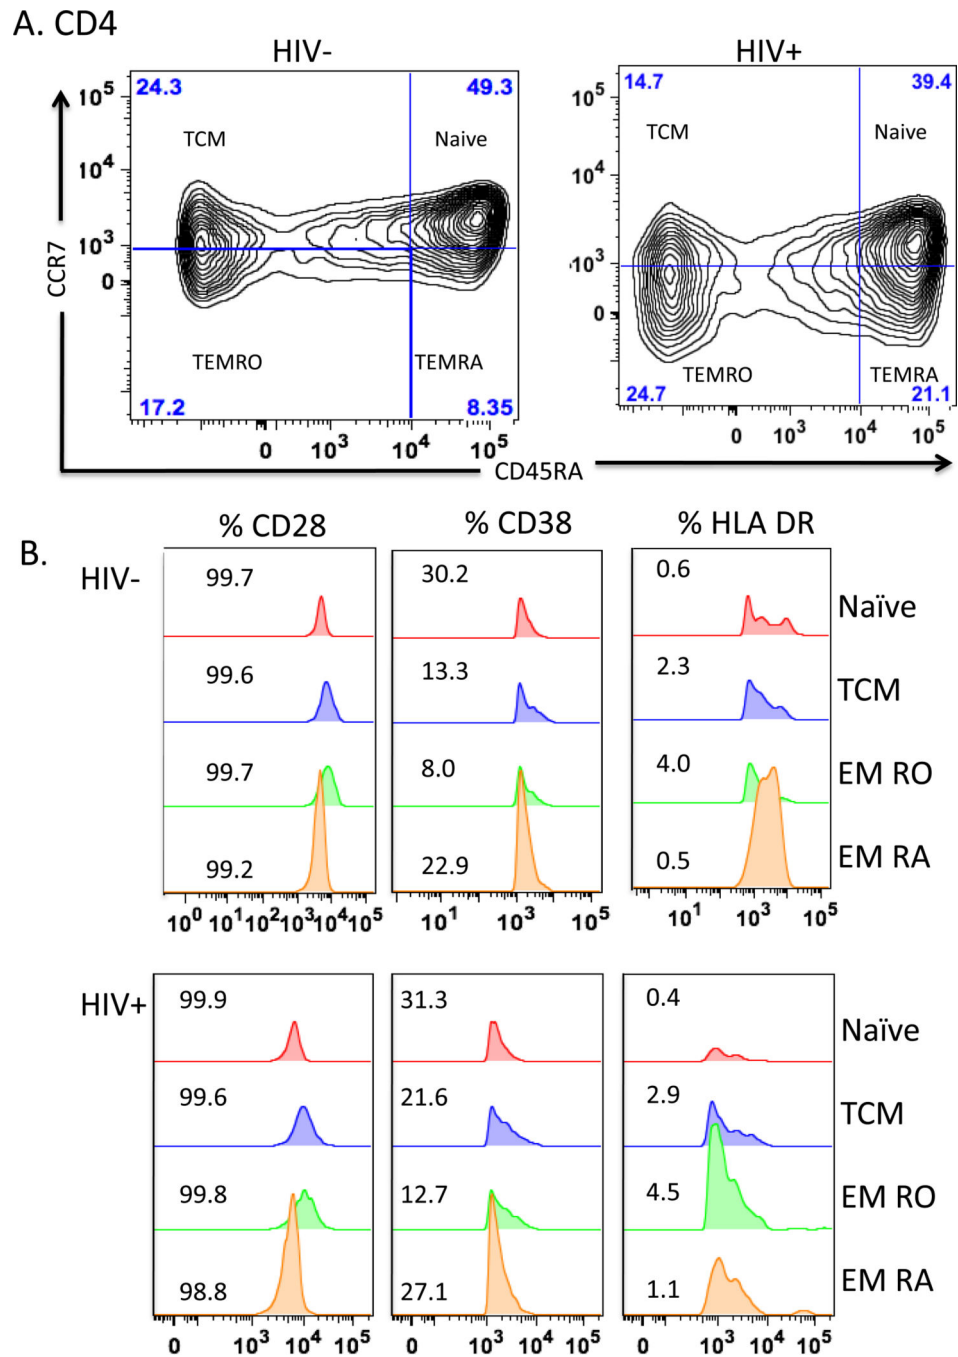 A. CD4
HIV-
HIV+
24.3 49.3
TCM Naive
10⁵
10⁴
10³
0
CCR7
TEMRO TEMRA
17.2 8.35
0 10³ 10⁴ 10⁵
14.7 39.4
TCM Naive
10⁵
10⁴
10³
0
TEMRO TEMRA
24.7 21.1
0 10³ 10⁴ 10⁵
CD45RA
B.
% CD28 % CD38 % HLA DR
HIV-
99.7 30.2 0.6 Naïve
99.6 13.3 2.3 TCM
99.7 8.0 4.0 EM RO
99.2 22.9 0.5 EM RA
10⁰ 10¹ 10² 10³ 10⁴ 10⁵ 10¹ 10³ 10⁵ 10¹ 10³ 10⁵
HIV+
99.9 31.3 0.4 Naïve
99.6 21.6 2.9 TCM
99.8 12.7 4.5 EM RO
98.8 27.1 1.1 EM RA
0 10³ 10⁴ 10⁵ 0 10³ 10⁴ 10⁵ 0 10³ 10⁴ 10⁵